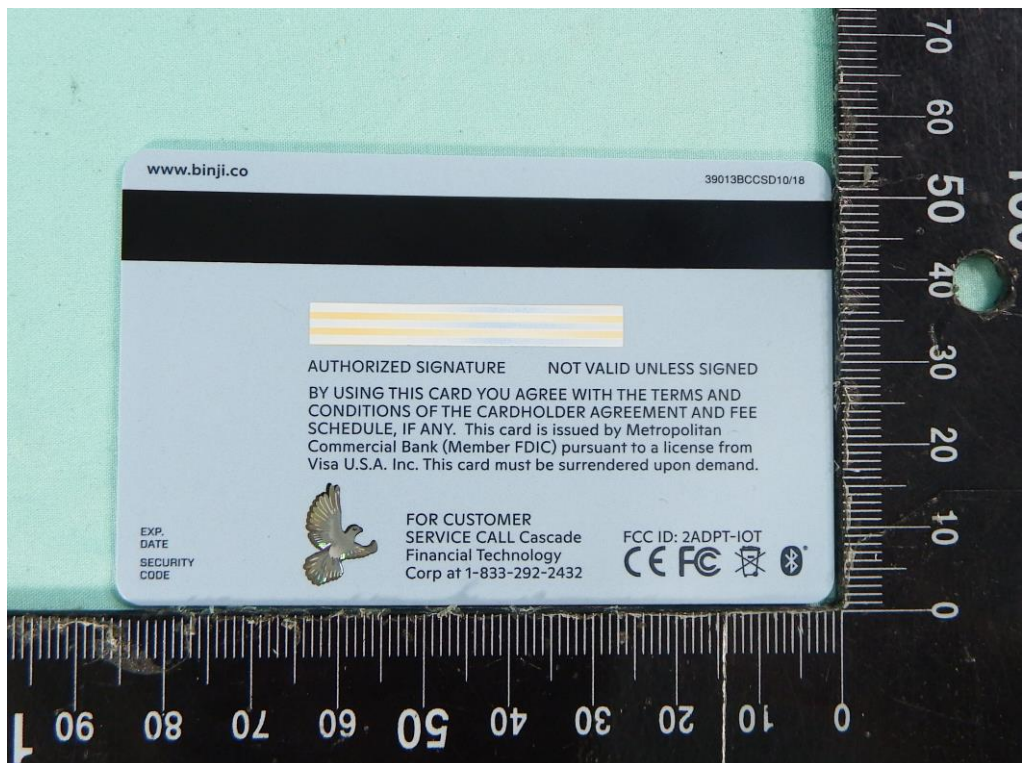 www.binji.co
39013BCCSD10/18
AUTHORIZED SIGNATURE NOT VALID UNLESS SIGNED
BY USING THIS CARD YOU AGREE WITH THE TERMS AND
CONDITIONS OF THE CARDHOLDER AGREEMENT AND FEE
SCHEDULE, IF ANY. This card is issued by Metropolitan
Commercial Bank (Member FDIC) pursuant to a license from
Visa U.S.A. Inc. This card must be surrendered upon demand.
EXP.
DATE
SECURITY
CODE
FOR CUSTOMER
SERVICE CALL Cascade
Financial Technology
Corp at 1-833-292-2432
FCC ID: 2ADPT-IOT
CE FC
70
60
50
40
30
20
10
0
90 80 70 60 50 40 30 20 10 0